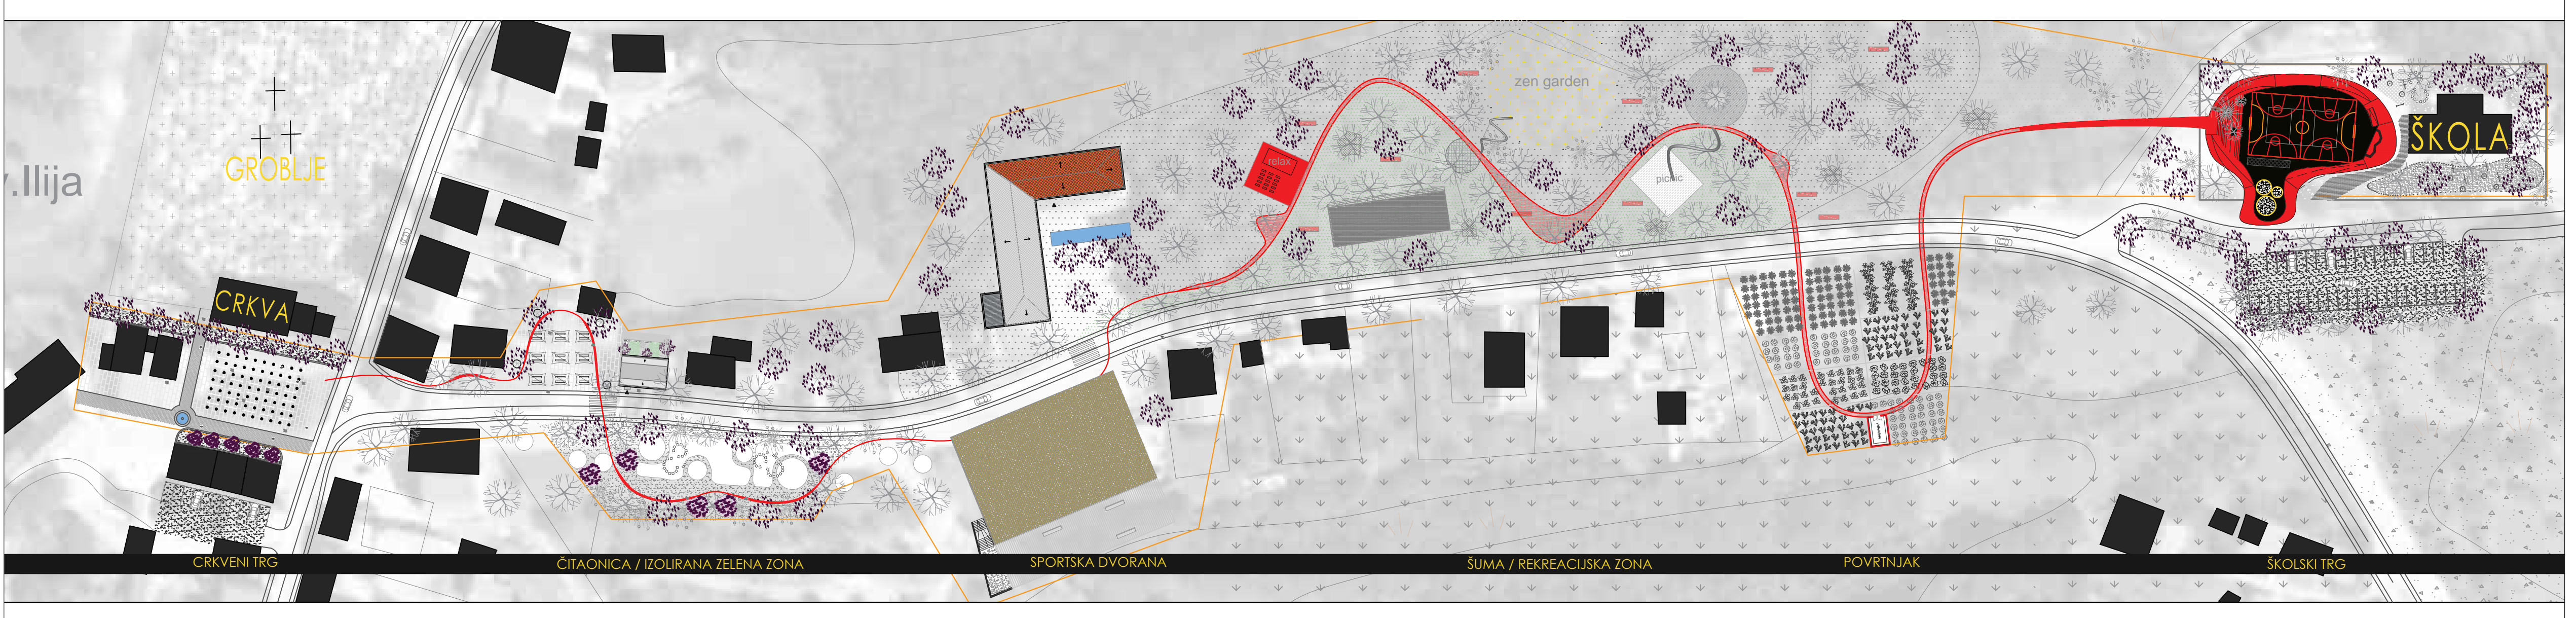 v.Ilija
GROBLJE
CRKVA
relax
zen garden
picnic
ŠKOLA
CRKVENI TRG
ČITAONICA / IZOLIRANA ZELENA ZONA
SPORTSKA DVORANA
ŠUMA / REKREACIJSKA ZONA
POVRTNJAK
ŠKOLSKI TRG